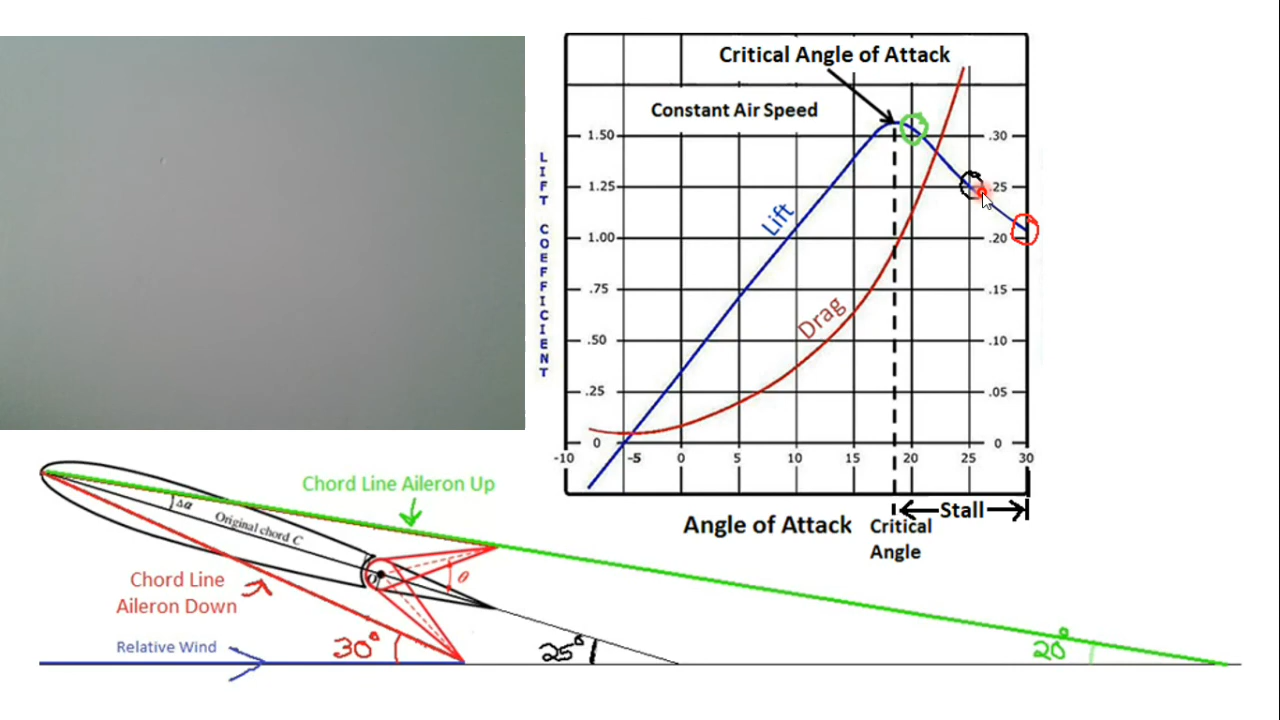 Critical Angle of Attack
Constant Air Speed
LIFT COEFFICIENT
1.50
1.25
1.00
.75
.50
.25
0
.30
.25
.20
.15
.10
.05
0
Lift
Drag
-10 -5 0 5 10 15 20 25 30
Stall
Angle of Attack
Critical
Angle
Chord Line Aileron Up
Δα
Original chord C
θ
Chord Line
Aileron Down
Relative Wind
30°
25°
20°